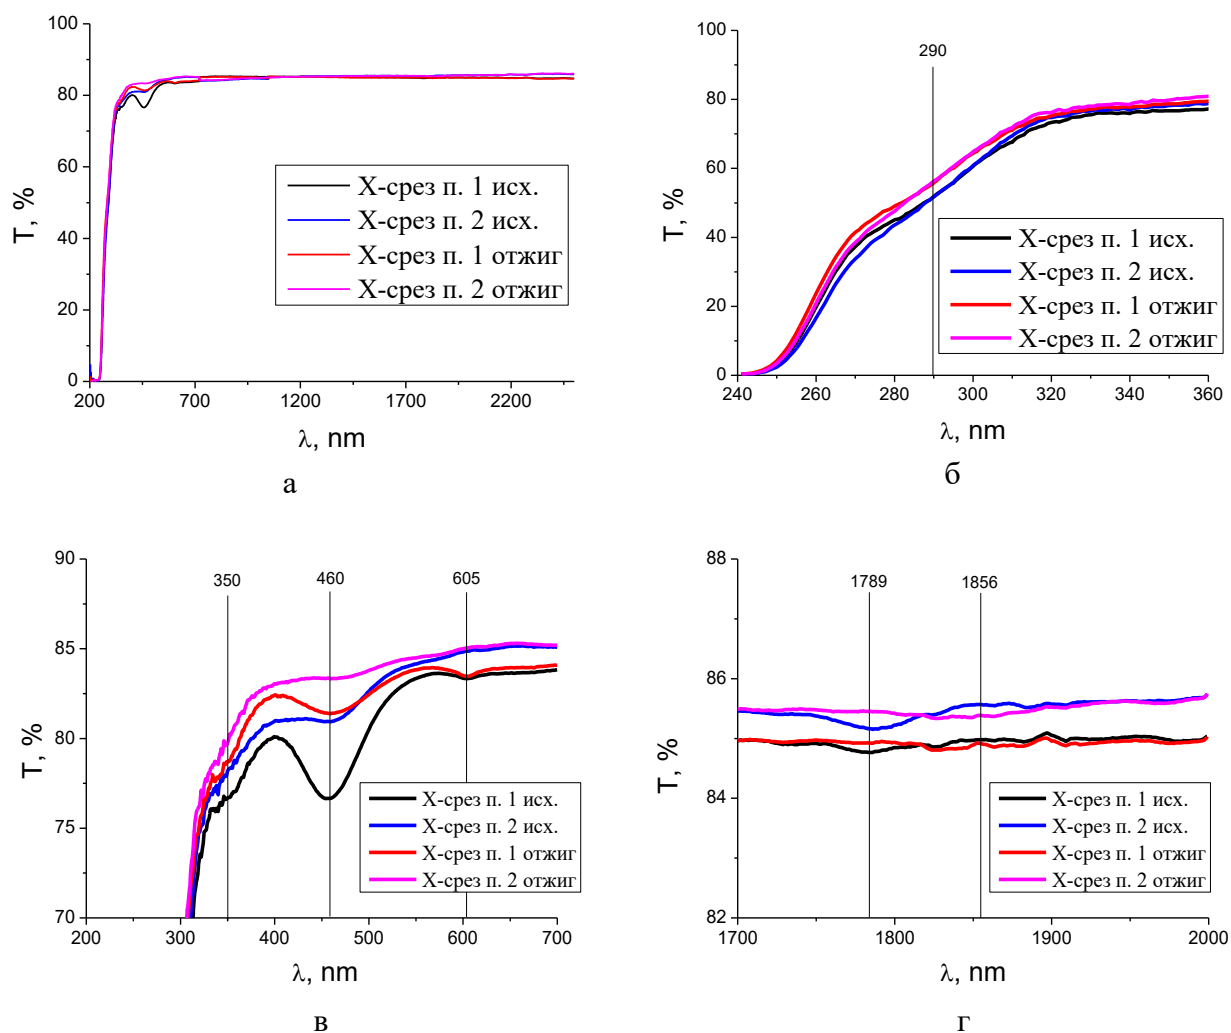 100
80
60
40
20
0
T, %
X-срез п. 1 исх.
X-срез п. 2 исх.
X-срез п. 1 отжиг
X-срез п. 2 отжиг
200 700 1200 1700 2200
λ, nm
а
100
80
60
40
20
0
T, %
290
X-срез п. 1 исх.
X-срез п. 2 исх.
X-срез п. 1 отжиг
X-срез п. 2 отжиг
240 260 280 300 320 340 360
λ, nm
б
90
85
80
75
70
T, %
350 460 605
X-срез п. 1 исх.
X-срез п. 2 исх.
X-срез п. 1 отжиг
X-срез п. 2 отжиг
200 300 400 500 600 700
λ, nm
в
88
86
84
82
T, %
1789 1856
X-срез п. 1 исх.
X-срез п. 2 исх.
X-срез п. 1 отжиг
X-срез п. 2 отжиг
1700 1800 1900 2000
λ, nm
г